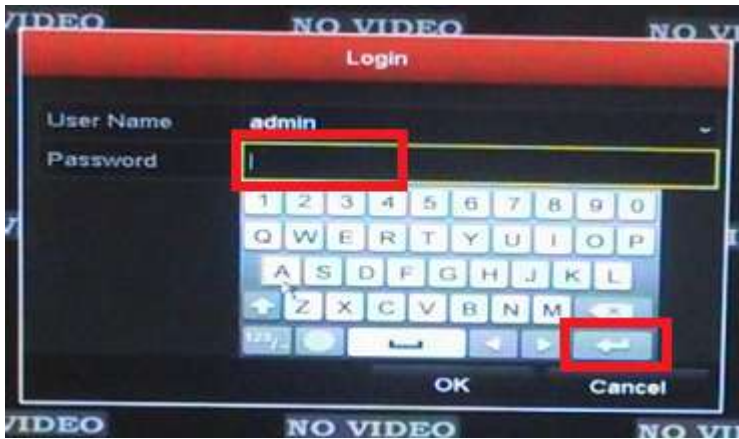 VIDEO NO VIDEO NO VI
Login
User Name admin
Password
1 2 3 4 5 6 7 8 9 0
Q W E R T Y U I O P
A S D F G H J K L
Z X C V B N M
OK Cancel
VIDEO NO VIDEO NO VI